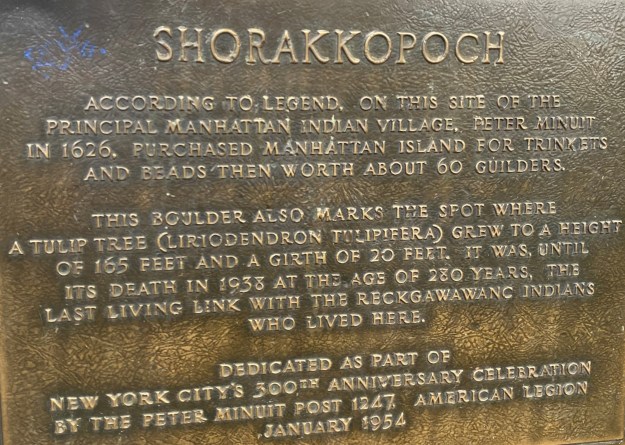 SHORAKKOPOCH
ACCORDING TO LEGEND, ON THIS SITE OF THE
PRINCIPAL MANHATTAN INDIAN VILLAGE, PETER MINUIT
IN 1626, PURCHASED MANHATTAN ISLAND FOR TRINKETS
AND BEADS THEN WORTH ABOUT 60 GUILDERS.
THIS BOULDER ALSO MARKS THE SPOT WHERE
A TULIP TREE (LIRIODENDRON TULIPIFERA) GREW TO A HEIGHT
OF 165 FEET AND A GIRTH OF 20 FEET. IT WAS, UNTIL
ITS DEATH IN 1938 AT THE AGE OF 280 YEARS, THE
LAST LIVING LINK WITH THE RECKGAWAWANC INDIANS
WHO LIVED HERE.
DEDICATED AS PART OF
NEW YORK CITY'S 300TH ANNIVERSARY CELEBRATION
BY THE PETER MINUIT POST 1247, AMERICAN LEGION
JANUARY 1954